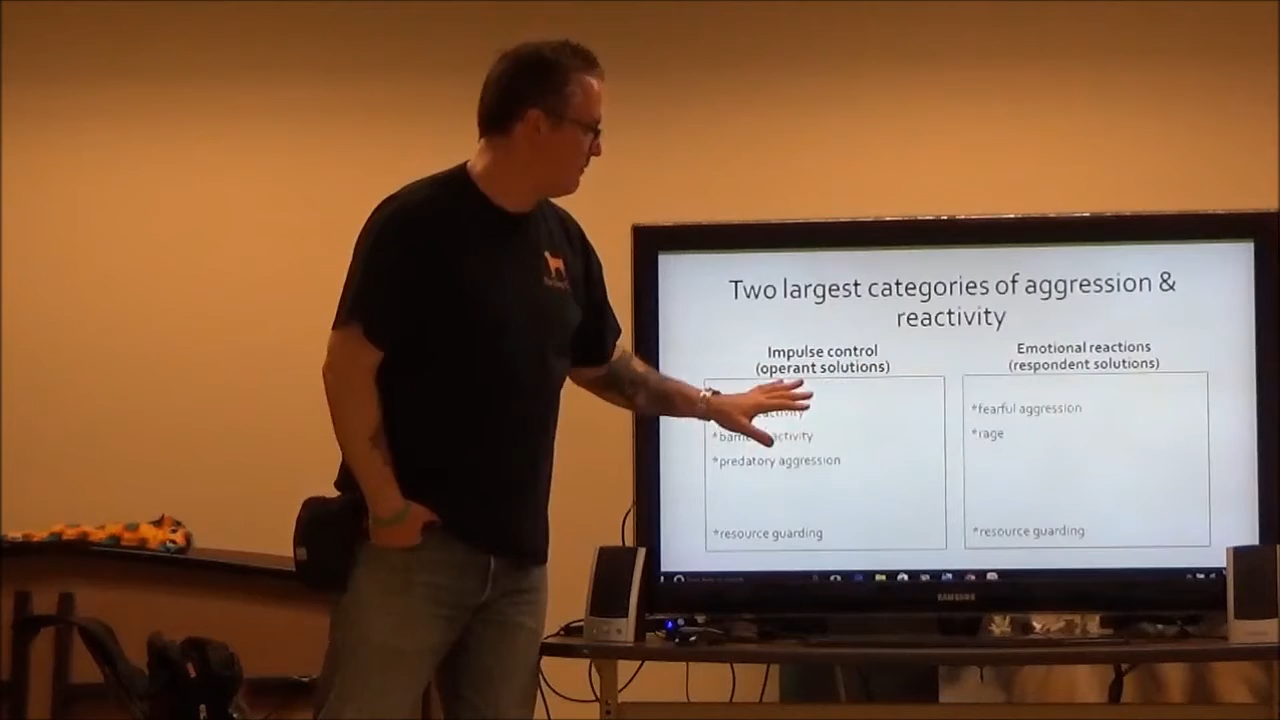 Two largest categories of aggression &
reactivity
Impulse control
(operant solutions)
*predatory aggression
*resource guarding
Emotional reactions
(respondent solutions)
*fearful aggression
*rage
*resource guarding
SAMSUNG